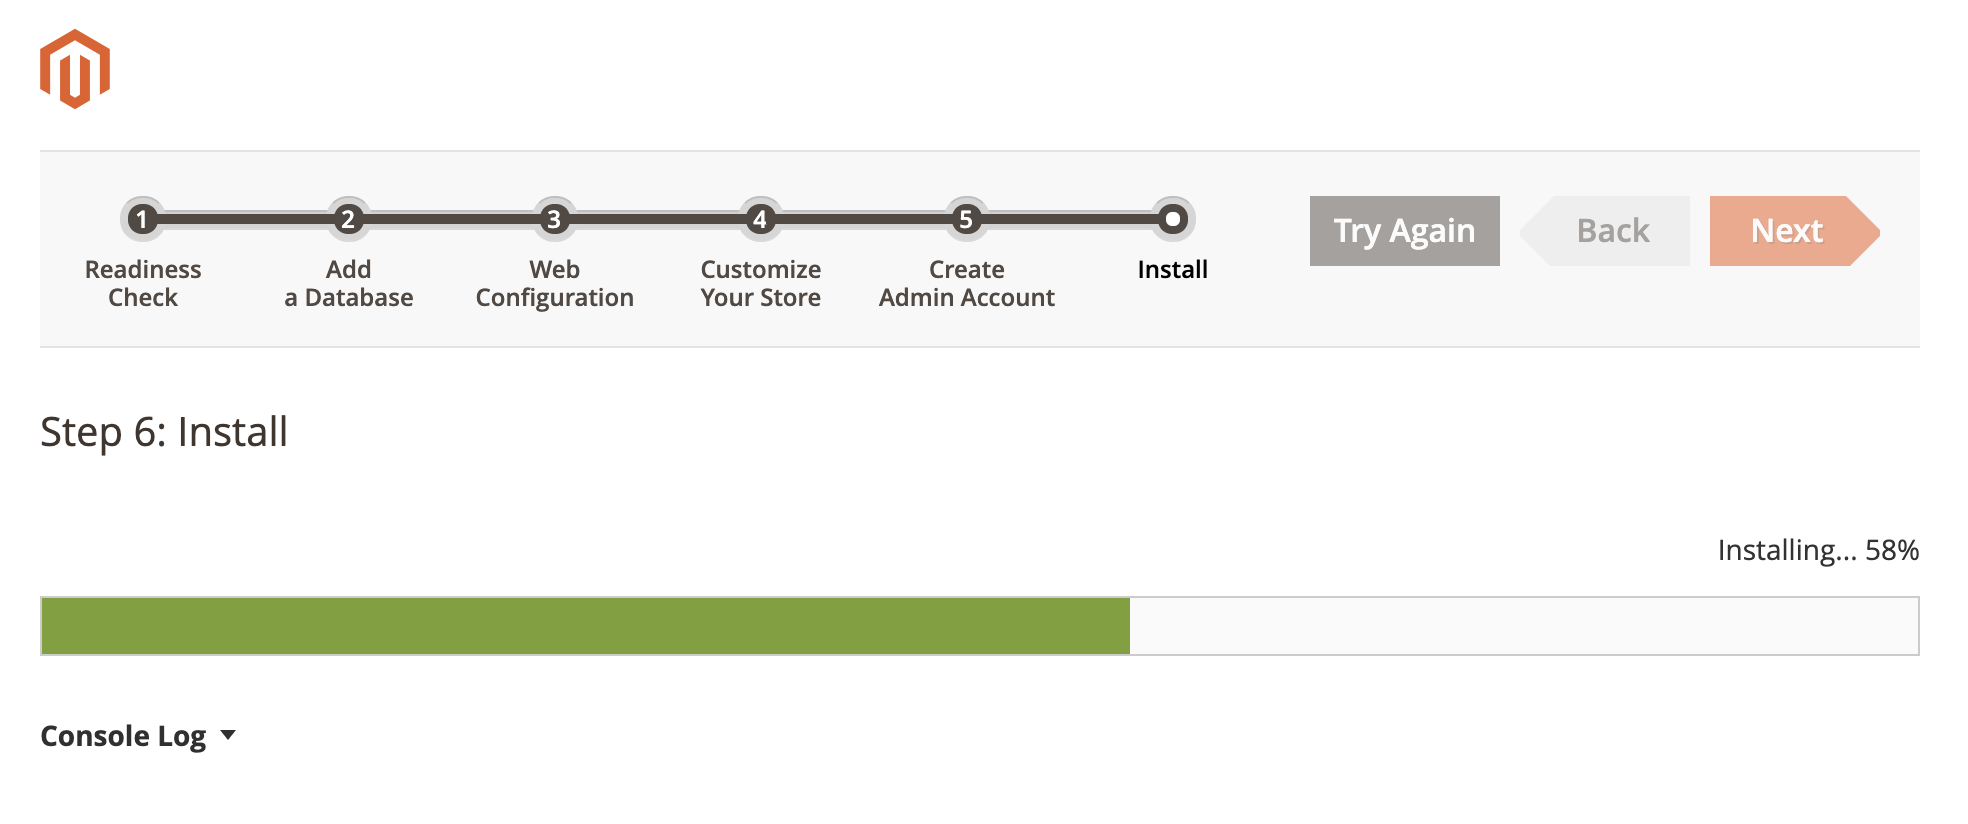 1 2 3 4 5
Readiness
Check
Add
a Database
Web
Configuration
Customize
Your Store
Create
Admin Account
Install
Try Again
Back
Next
Step 6: Install
Installing... 58%
Console Log